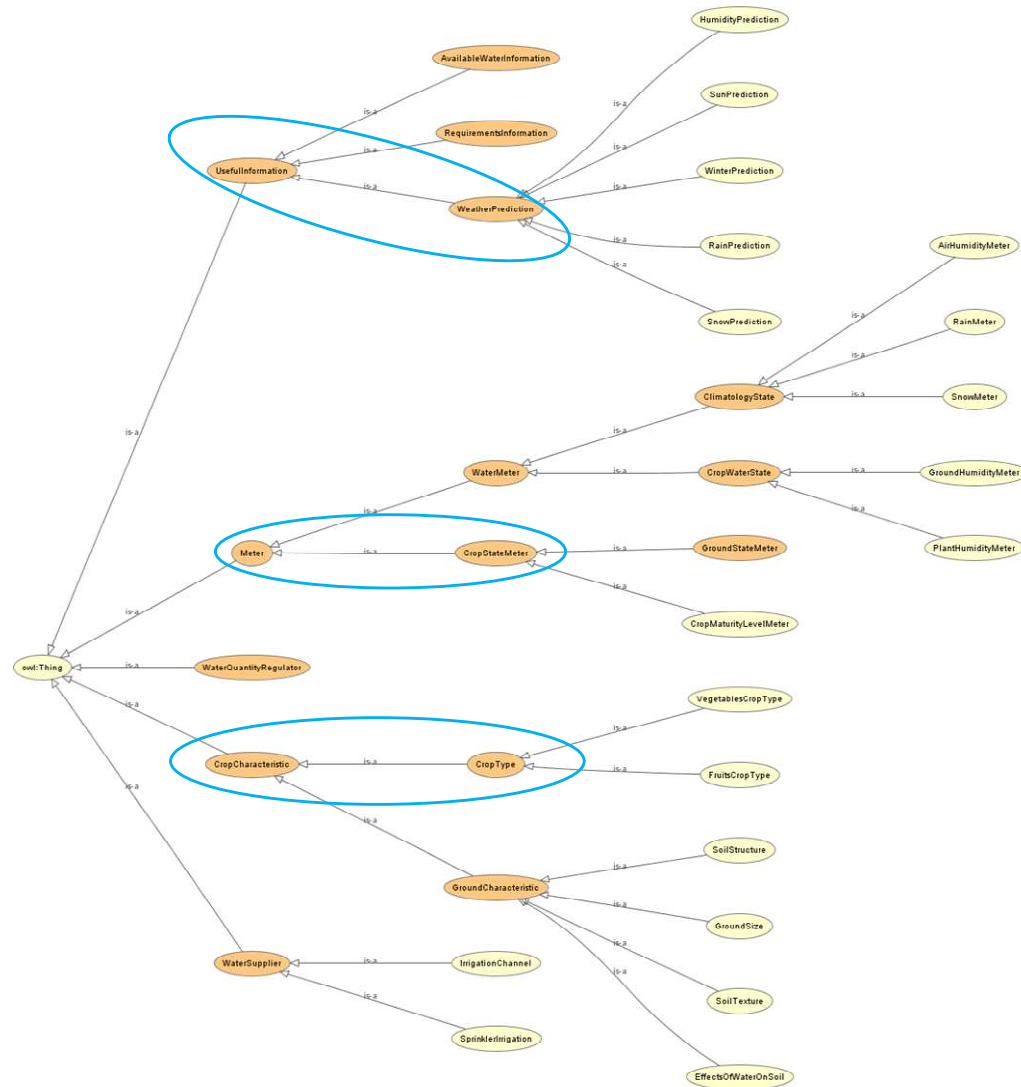 HumidityPrediction
AvailableWaterInformation
is-a
SunPrediction
is-a
is-a
RequirementsInformation
is-a
UsefulInformation
is-a
WinterPrediction
is-a
is-a
WeatherPrediction
RainPrediction
is-a
AirHumidityMeter
is-a
SnowPrediction
is-a
RainMeter
is-a
ClimatologyState
is-a
SnowMeter
is-a
is-a
WaterMeter
is-a
CropWaterState
is-a
GroundHumidityMeter
is-a
is-a
Meter
is-a
CropStateMeter
is-a
GroundStateMeter
PlantHumidityMeter
is-a
is-a
CropMaturityLevelMeter
owl:Thing
is-a
WaterQuantityRegulator
is-a
VegetablesCropType
is-a
CropCharacteristic
is-a
CropType
is-a
FruitsCropType
is-a
is-a
SoilStructure
is-a
GroundCharacteristic
is-a
GroundSize
WaterSupplier
is-a
IrrigationChannel
is-a
is-a
SoilTexture
is-a
SprinklerIrrigation
EffectsOfWaterOnSoil